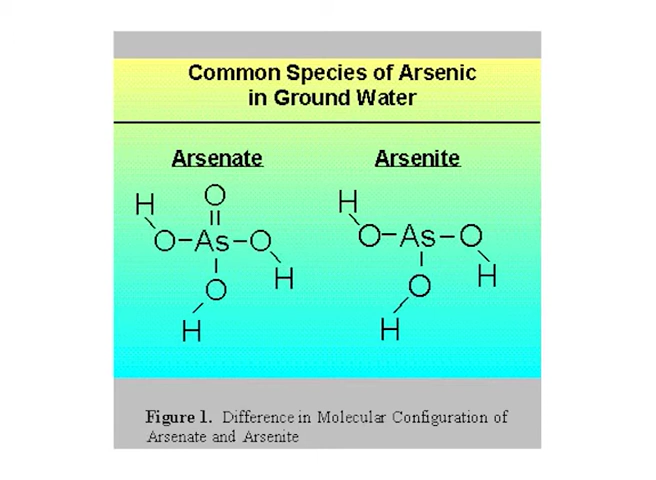 Common Species of Arsenic
in Ground Water
Arsenate
Arsenite
O
H
O-As-O
H
O
H
H
O-As-O
H
O
H
Figure 1. Difference in Molecular Configuration of
Arsenate and Arsenite